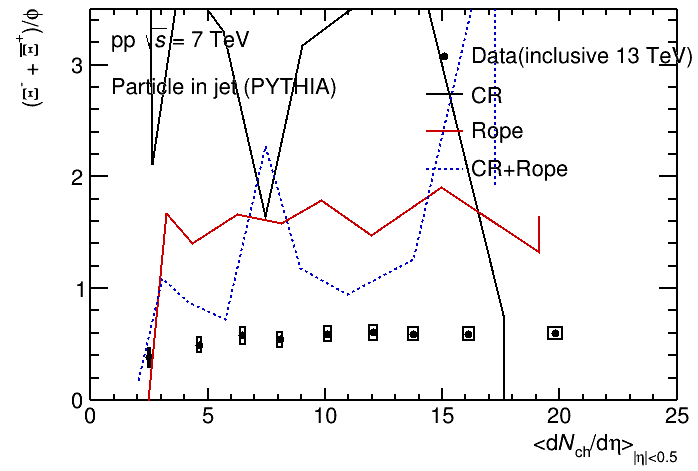 (Ξ⁻ + Ξ̅⁺)/ϕ
pp √s = 7 TeV
Particle in jet (PYTHIA)
Data(inclusive 13 TeV)
CR
Rope
CR+Rope
3
2
1
0
0 5 10 15 20 25
<dN_ch/dη>_|η|<0.5